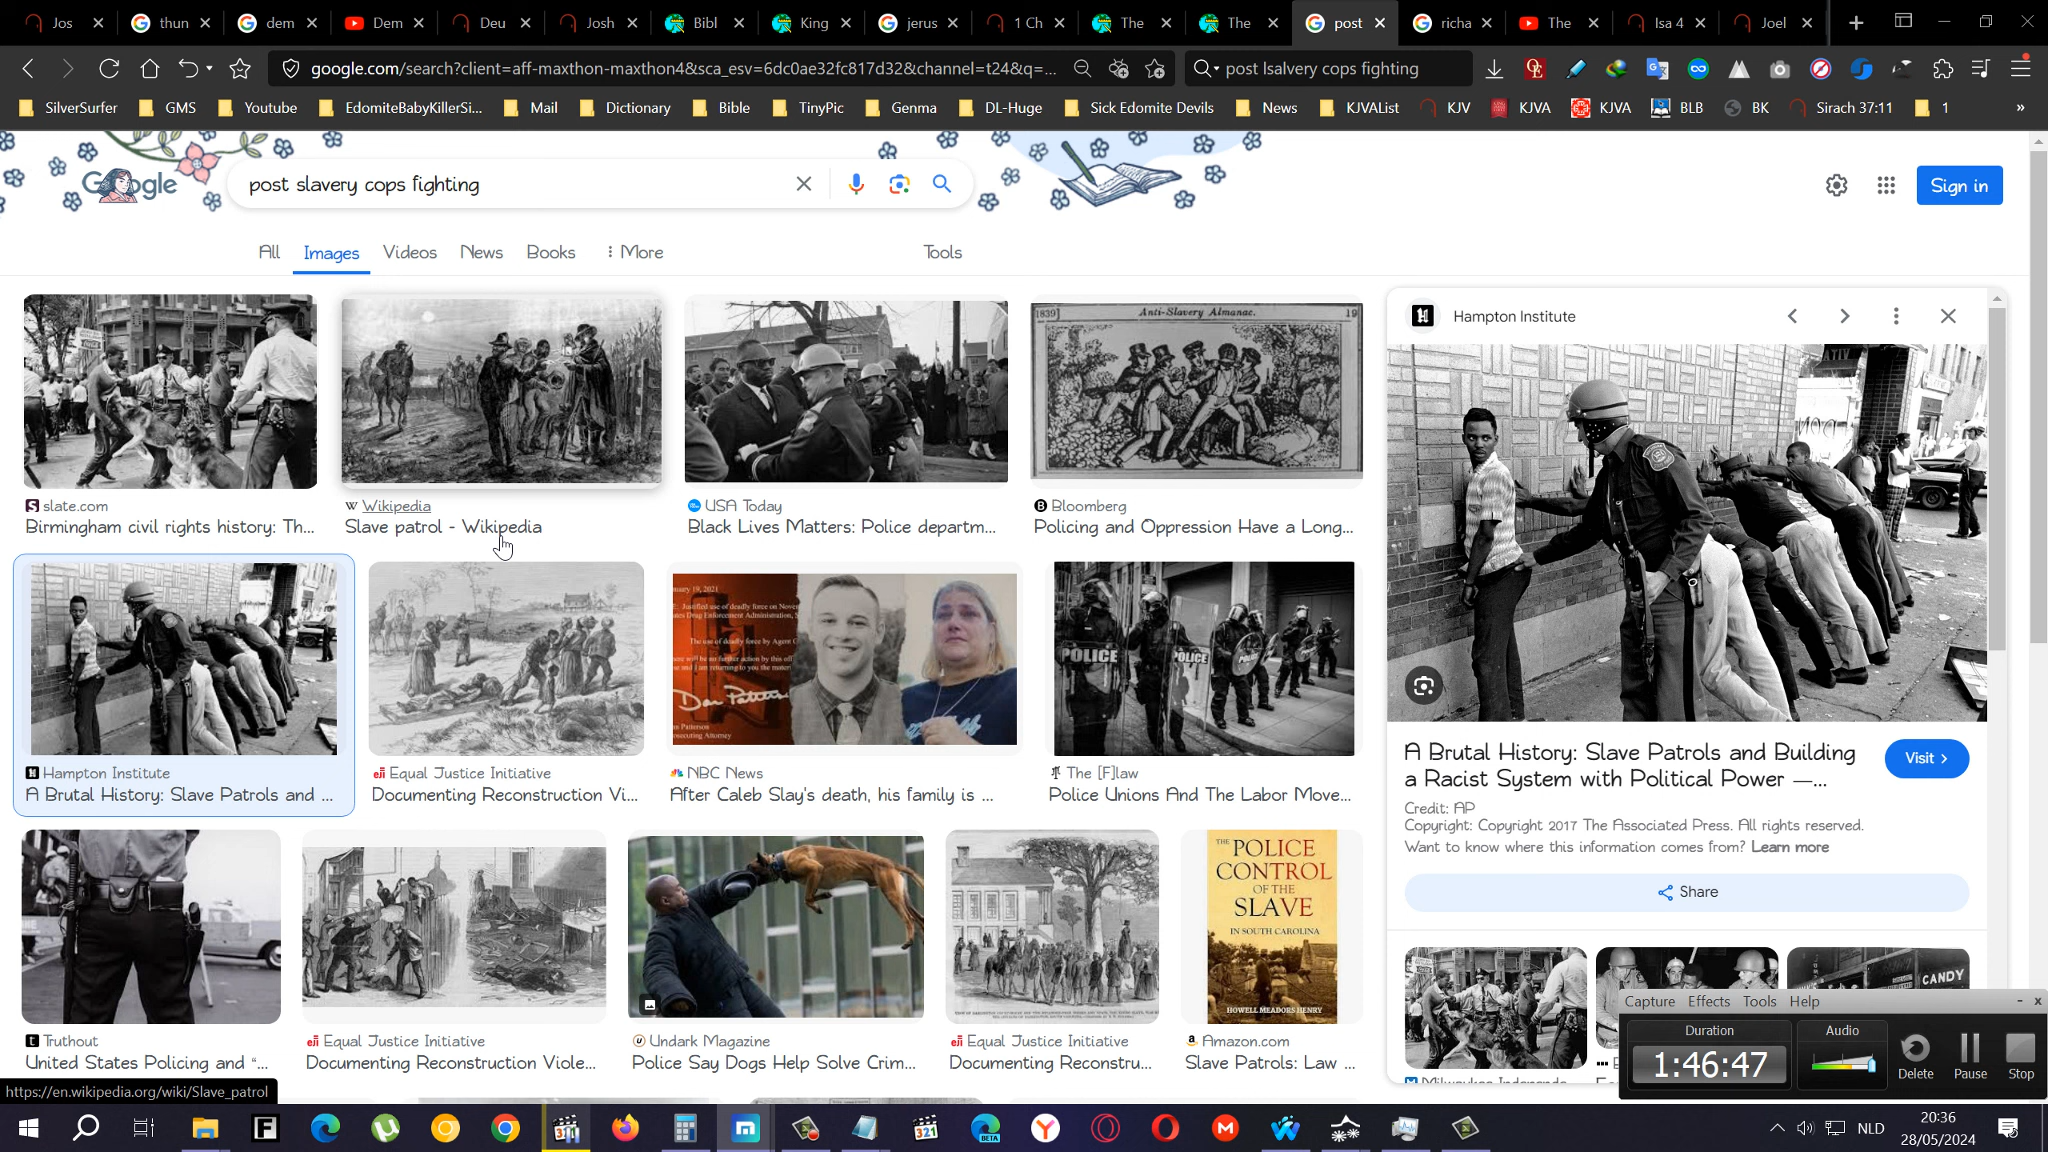 Jos
thun
dem
Dem
Deu
Josh
Bibl
King
jerus
1 Ch
The
The
post
richa
The
Isa 4
Joel
google.com/search?client=aff-maxthon-maxthon4&sca_esv=6dc0ae32fc817d32&channel=t24&q=...
post lsalvery cops fighting
SilverSurfer
GMS
Youtube
EdomiteBabyKillerSi...
Mail
Dictionary
Bible
TinyPic
Genma
DL-Huge
Sick Edomite Devils
News
KJVAList
KJV
KJVA
KJVA
BLB
BK
Sirach 37:11
1
Google
post slavery cops fighting
Sign in
All
Images
Videos
News
Books
More
Tools
slate.com
Birmingham civil rights history: Th...
Wikipedia
Slave patrol - Wikipedia
USA Today
Black Lives Matters: Police departm...
1839]
Anti-Slavery Almanac.
19
Bloomberg
Policing and Oppression Have a Long...
Hampton Institute
A Brutal History: Slave Patrols and ...
Equal Justice Initiative
Documenting Reconstruction Vi...
NBC News
After Caleb Slay's death, his family is ...
POLICE
POLICE
The [F]law
Police Unions And The Labor Move...
Truthout
United States Policing and "...
Equal Justice Initiative
Documenting Reconstruction Viole...
Undark Magazine
Police Say Dogs Help Solve Crim...
Equal Justice Initiative
Documenting Reconstru...
THE POLICE
CONTROL
OF THE
SLAVE
IN SOUTH CAROLINA
HOWELL MEADORS HENRY
Amazon.com
Slave Patrols: Law ...
Hampton Institute
A Brutal History: Slave Patrols and Building
a Racist System with Political Power —...
Visit
Credit: AP
Copyright: Copyright 2017 The Associated Press. All rights reserved.
Want to know where this information comes from? Learn more
Share
CANDY
Capture Effects Tools Help
Duration
1:46:47
Audio
Delete
Pause
Stop
https://en.wikipedia.org/wiki/Slave_patrol
NLD
20:36
28/05/2024